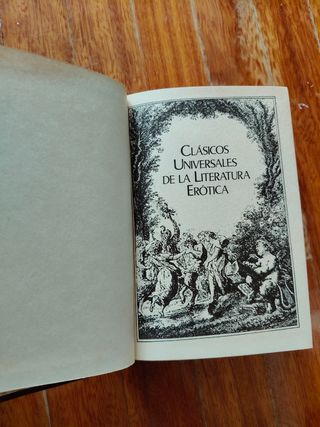 CLÁSICOS
UNIVERSALES
DE LA LITERATURA
ERÓTICA